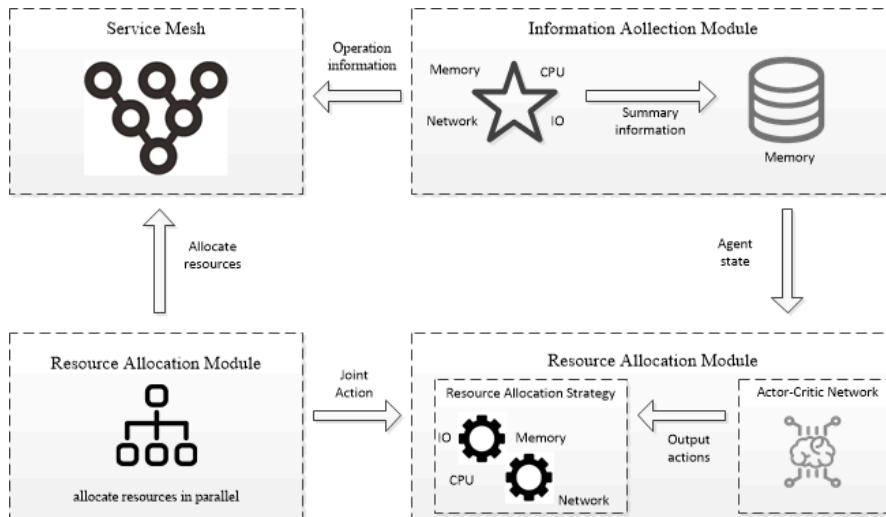 Service Mesh
Operation
information
Information Aollection Module
Memory
CPU
Network
IO
Summary
information
Memory
Allocate
resources
Agent
state
Resource Allocation Module
allocate resources in parallel
Joint
Action
Resource Allocation Module
Resource Allocation Strategy
IO
Memory
CPU
Network
Output
actions
Actor-Critic Network